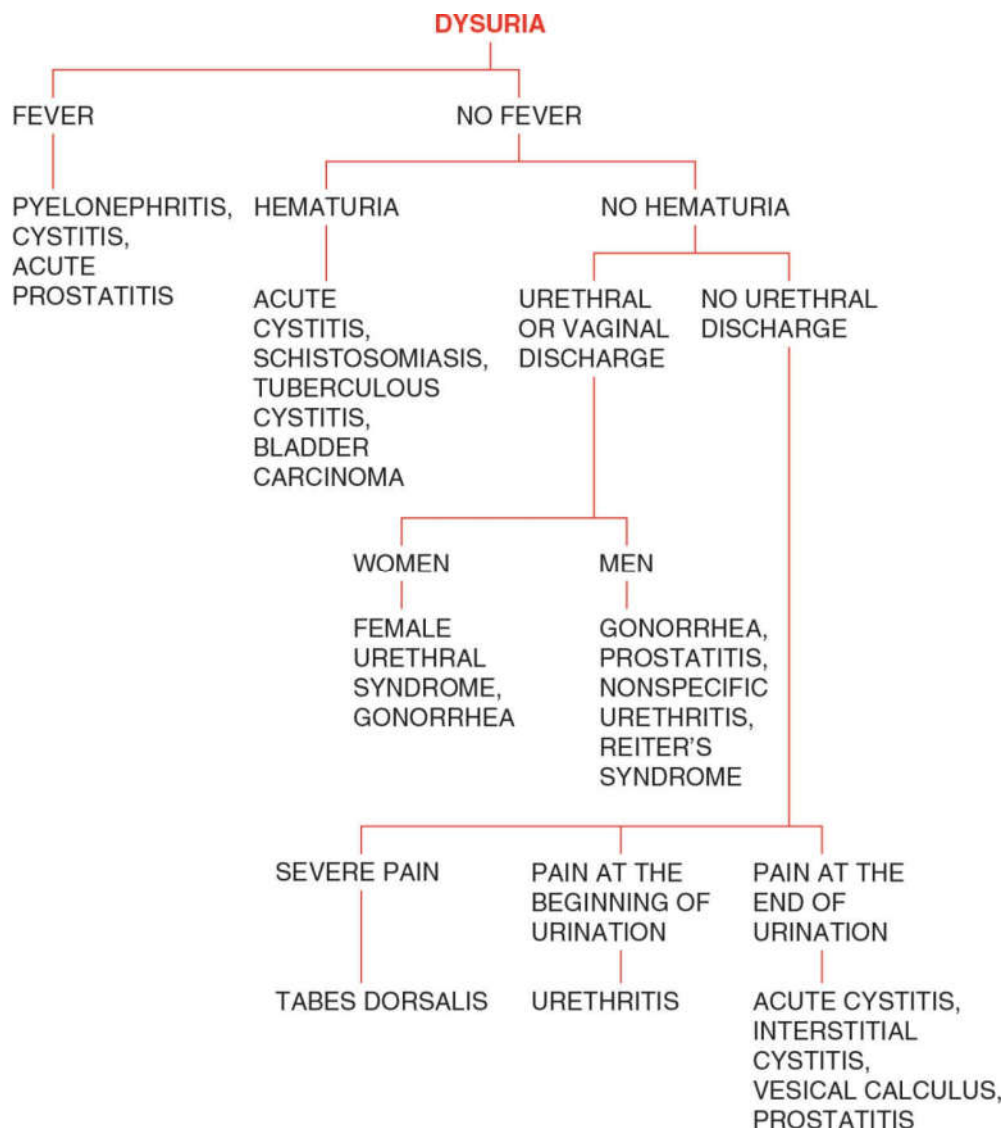 DYSURIA
FEVER
NO FEVER
PYELONEPHRITIS,
CYSTITIS,
ACUTE
PROSTATITIS
HEMATURIA
NO HEMATURIA
ACUTE
CYSTITIS,
SCHISTOSOMIASIS,
TUBERCULOUS
CYSTITIS,
BLADDER
CARCINOMA
URETHRAL
OR VAGINAL
DISCHARGE
NO URETHRAL
DISCHARGE
WOMEN
MEN
FEMALE
URETHRAL
SYNDROME,
GONORRHEA
GONORRHEA,
PROSTATITIS,
NONSPECIFIC
URETHRITIS,
REITER'S
SYNDROME
SEVERE PAIN
PAIN AT THE
BEGINNING OF
URINATION
PAIN AT THE
END OF
URINATION
TABES DORSALIS
URETHRITIS
ACUTE CYSTITIS,
INTERSTITIAL
CYSTITIS,
VESICAL CALCULUS,
PROSTATITIS